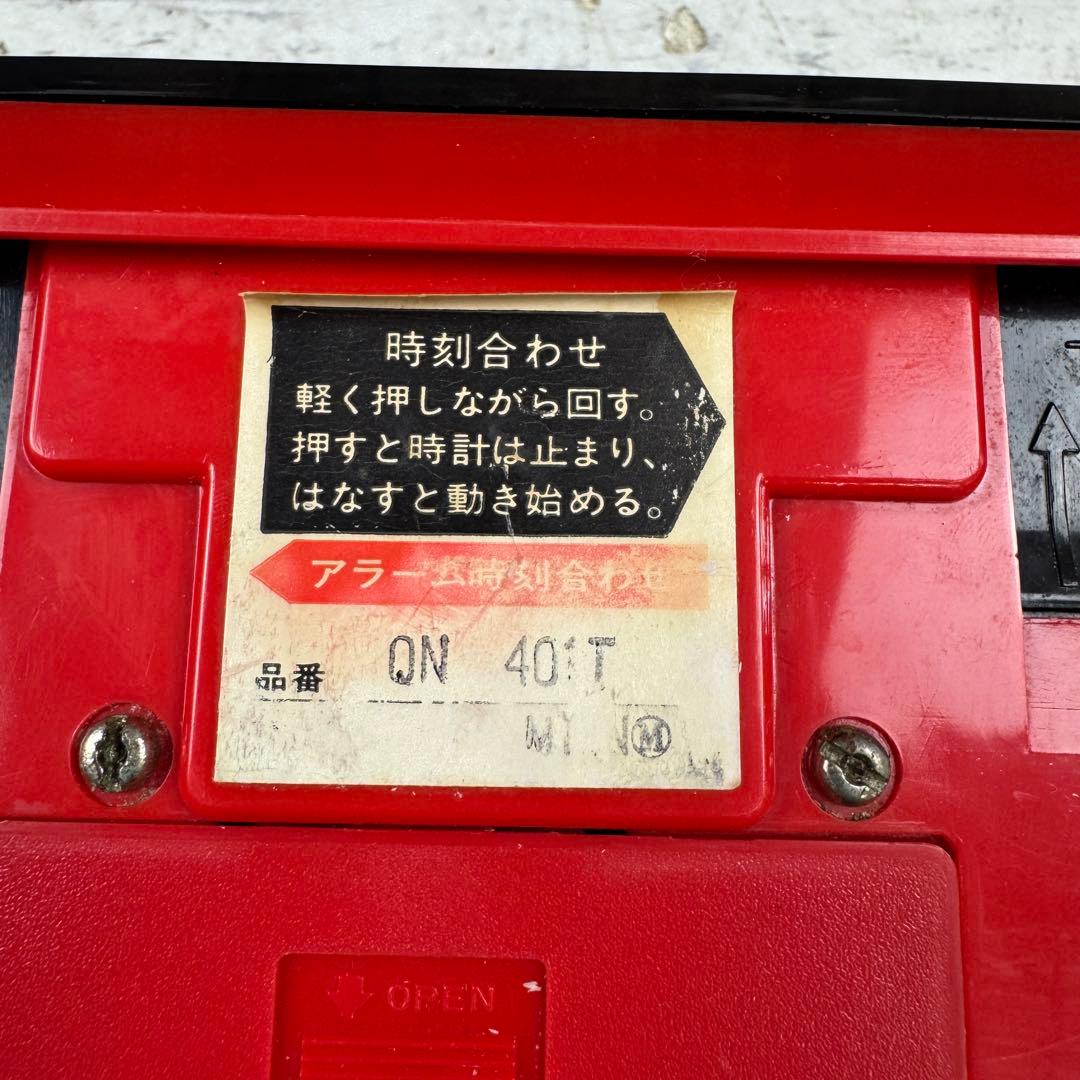 時刻合わせ
軽く押しながら回す。
押すと時計は止まり、
はなすと動き始める。
アラーム時刻合わせ
品番 QN 401T
M
OPEN